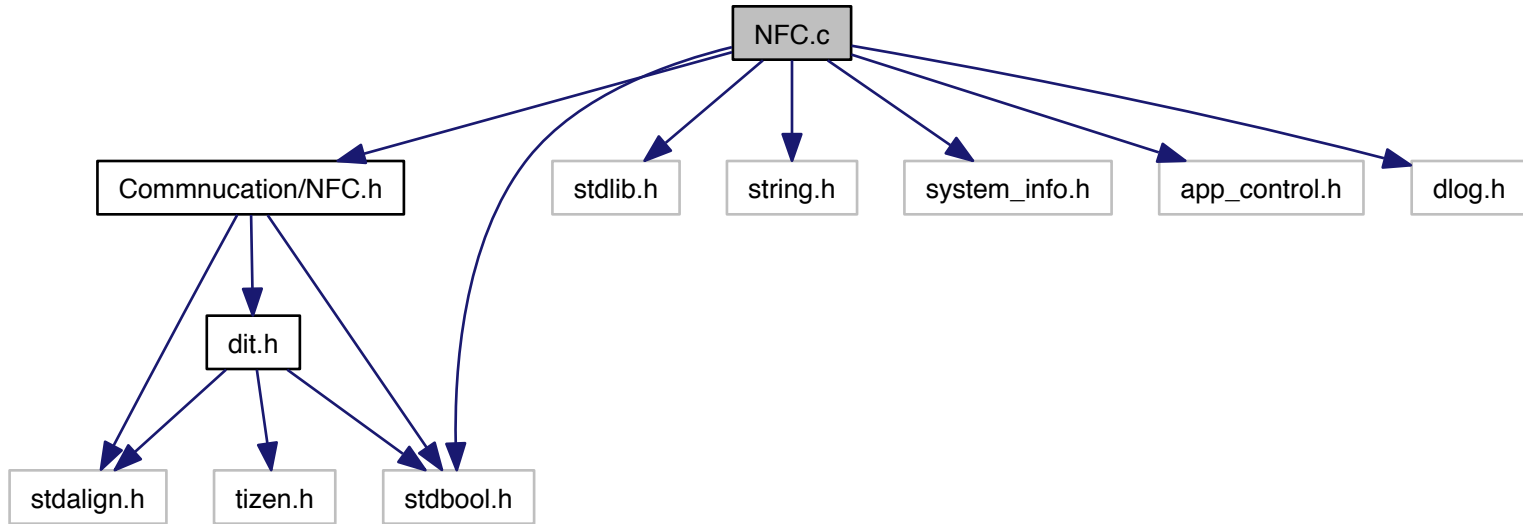 NFC.c
Commnucation/NFC.h
stdlib.h
string.h
system_info.h
app_control.h
dlog.h
dit.h
stdalign.h
tizen.h
stdbool.h